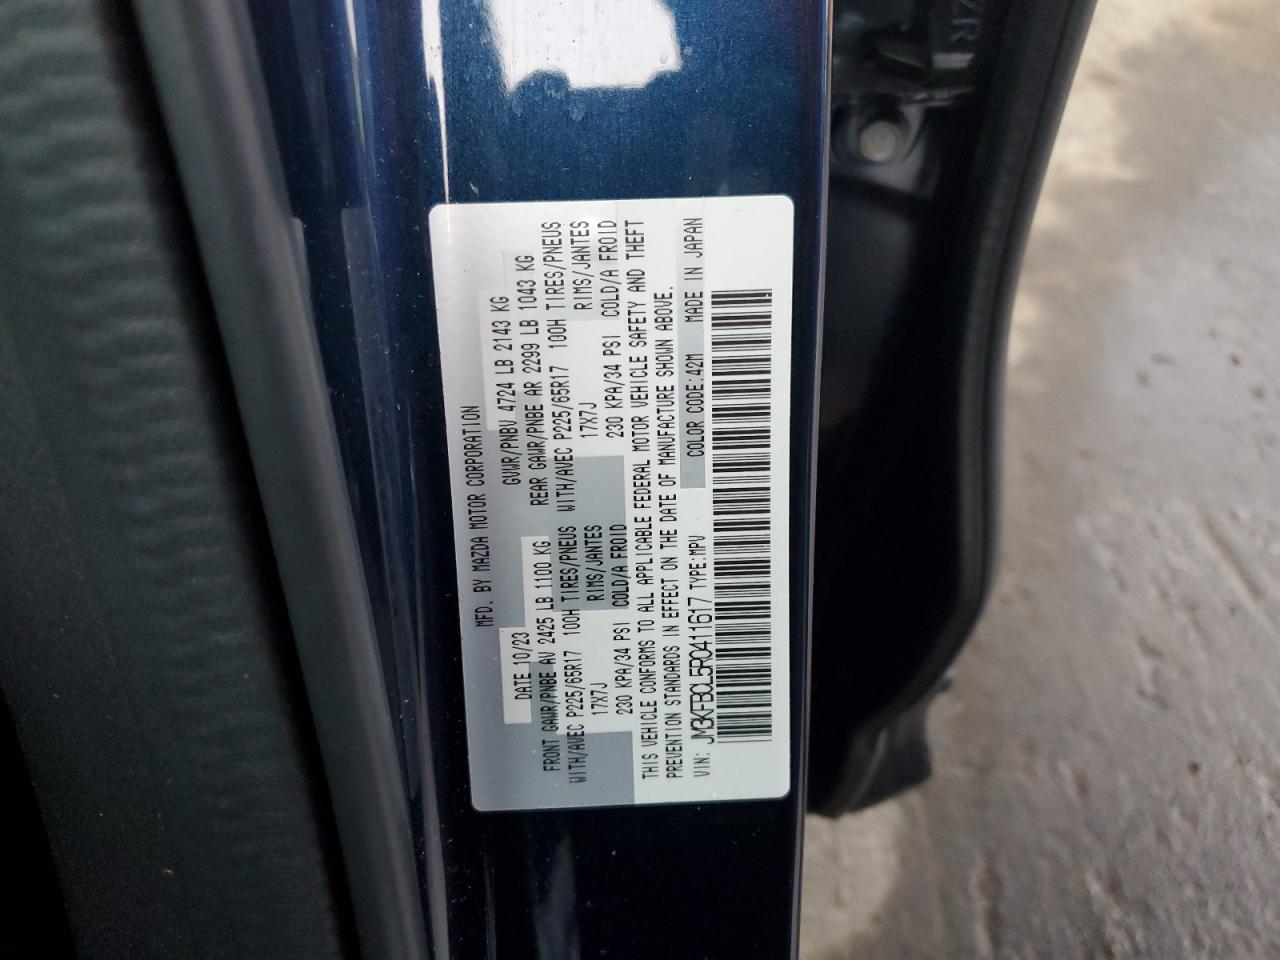 MFD. BY MAZDA MOTOR CORPORATION
DATE 10/23 GVWR/PNBV 4724 LB 2143 KG
FRONT GAWR/PNBE AV 2425 LB 1100 KG REAR GAWR/PNBE AR 2299 LB 1043 KG
WITH/AVEC P225/65R17 100H TIRES/PNEUS WITH/AVEC P225/65R17 100H TIRES/PNEUS
17X7J RIMS/JANTES 17X7J RIMS/JANTES
230 KPA/34 PSI COLD/A FROID 230 KPA/34 PSI COLD/A FROID
THIS VEHICLE CONFORMS TO ALL APPLICABLE FEDERAL MOTOR VEHICLE SAFETY AND THEFT
PREVENTION STANDARDS IN EFFECT ON THE DATE OF MANUFACTURE SHOWN ABOVE.
COLOR CODE:42M MADE IN JAPAN
VIN: JM3KFBCL5R0411617 TYPE:MPV